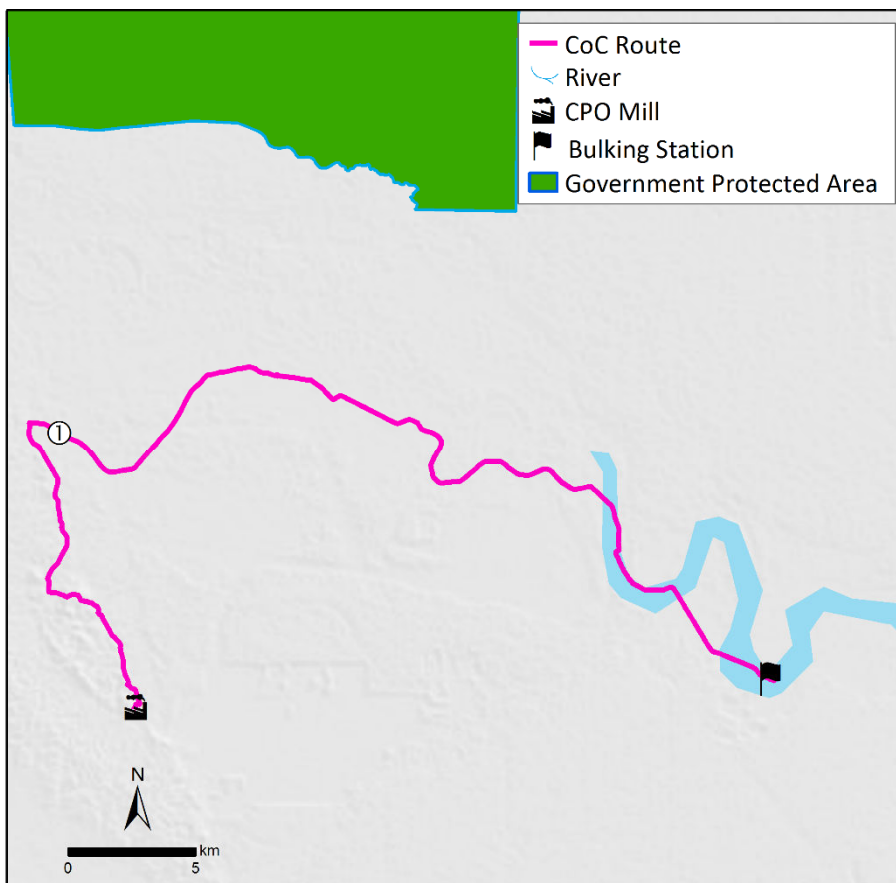 CoC Route
River
CPO Mill
Bulking Station
Government Protected Area
1
N
km
0 5